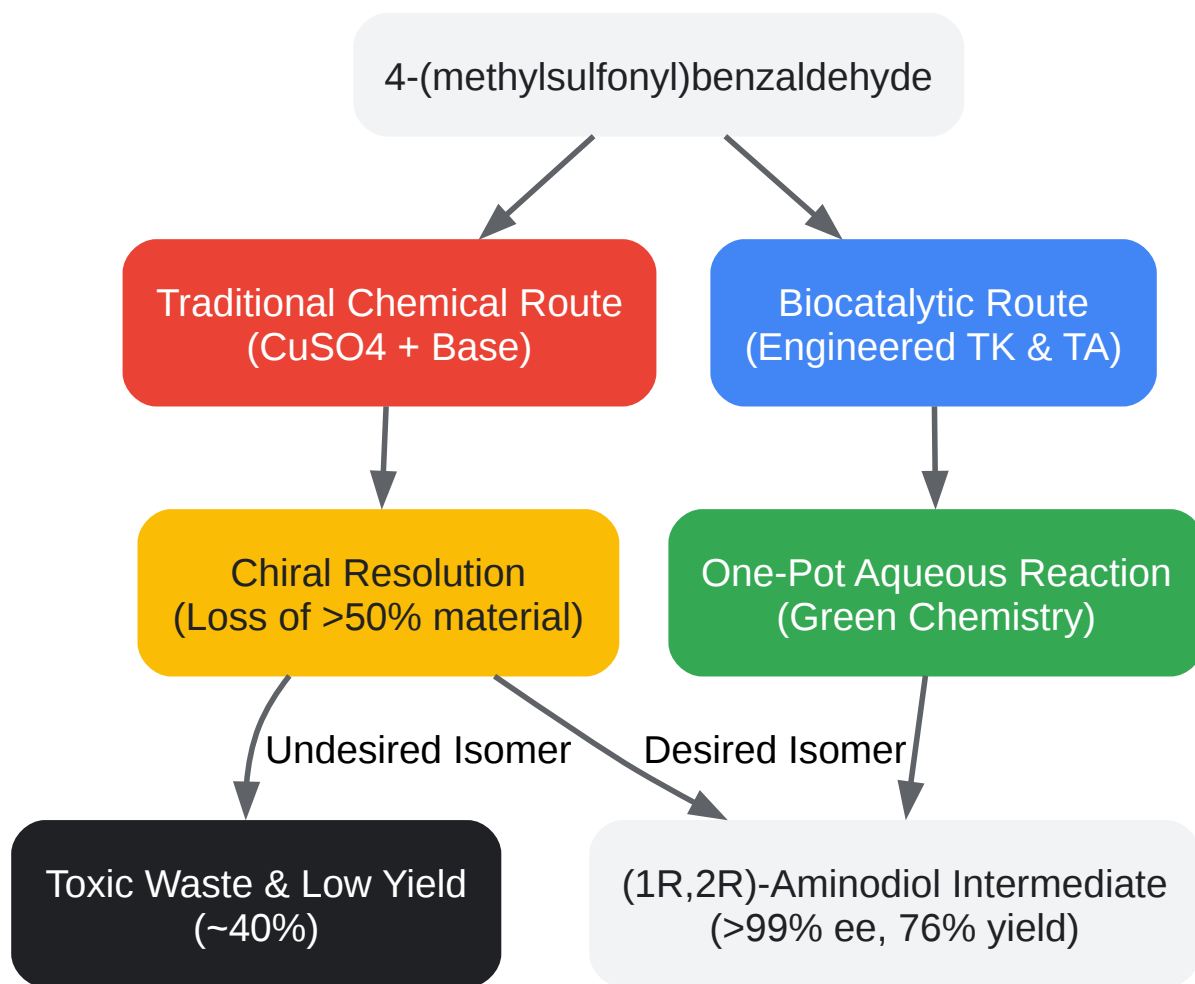 4-(methylsulfonyl)benzaldehyde
Traditional Chemical Route
(CuSO4 + Base)
Biocatalytic Route
(Engineered TK & TA)
Chiral Resolution
(Loss of >50% material)
One-Pot Aqueous Reaction
(Green Chemistry)
Undesired Isomer
Desired Isomer
Toxic Waste & Low Yield
(~40%)
(1R,2R)-Aminodiol Intermediate
(>99% ee, 76% yield)